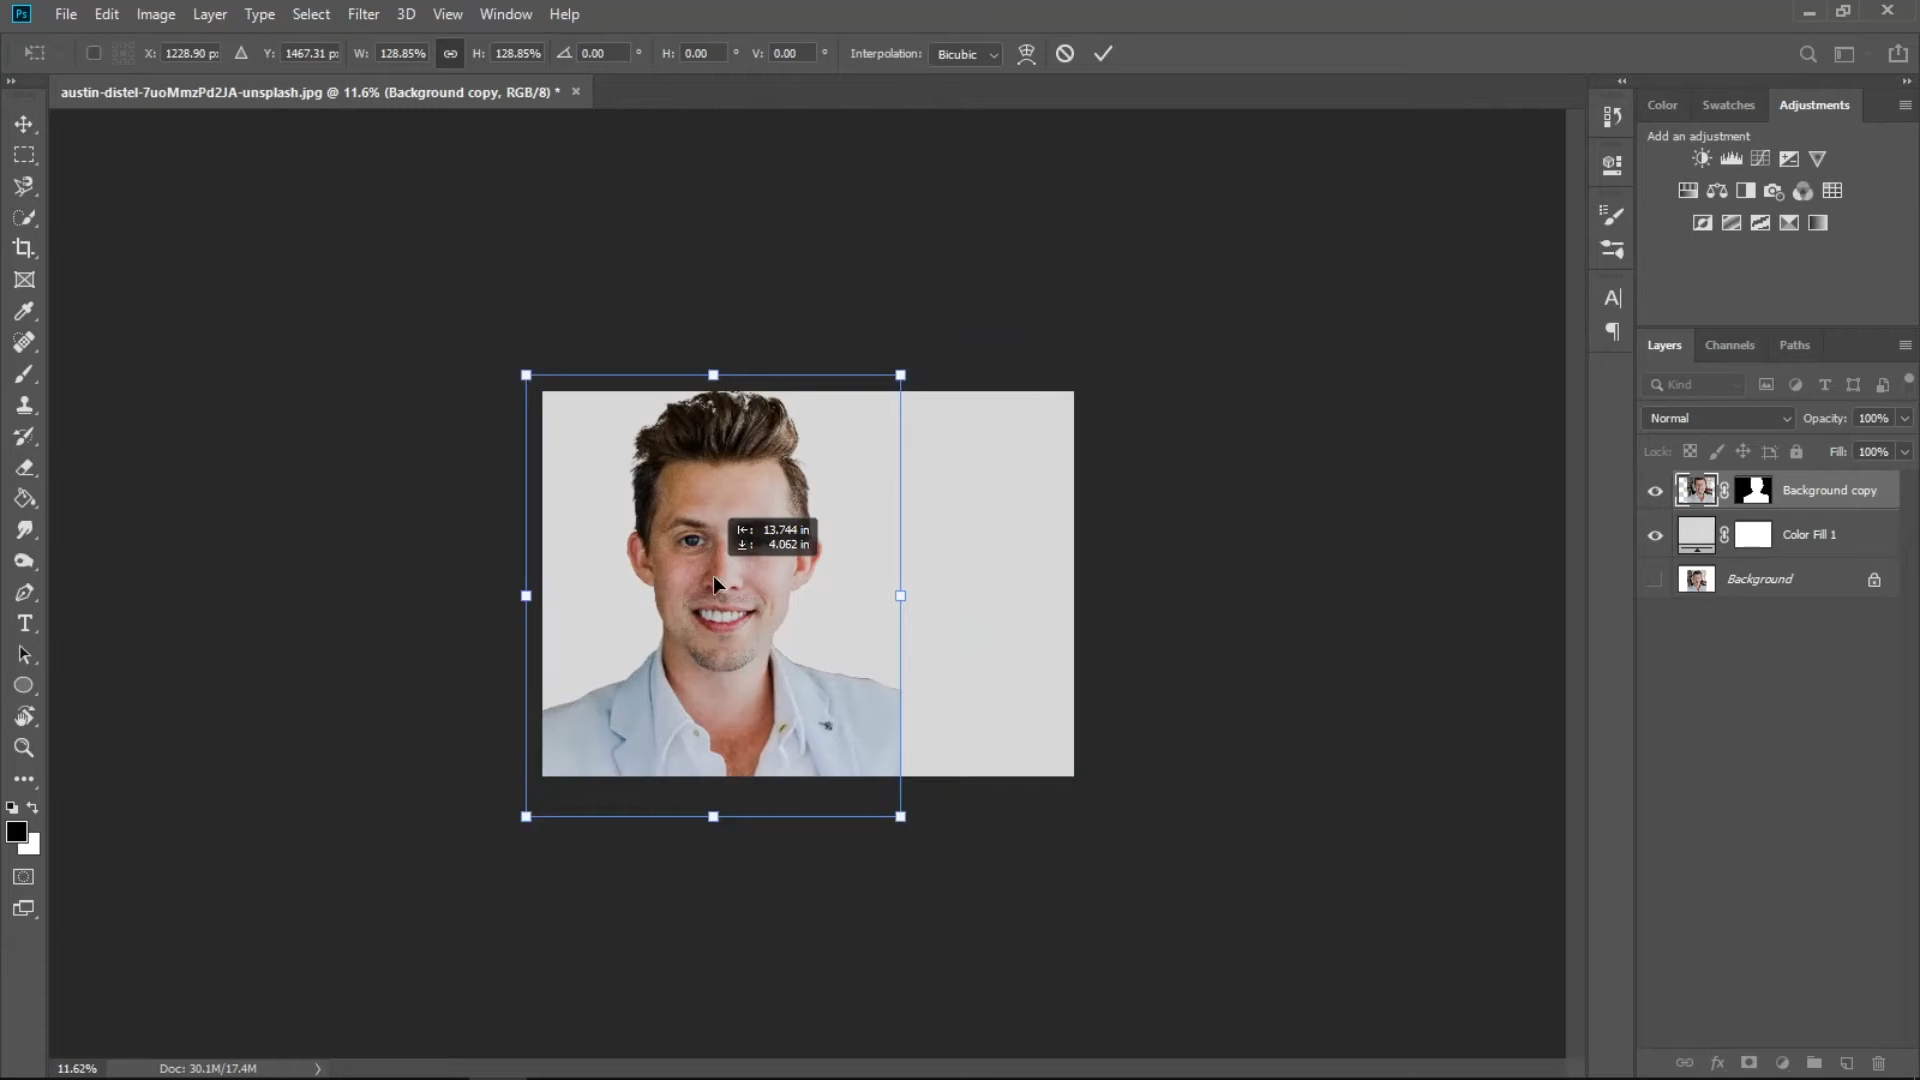 Ps File Edit Image Layer Type Select Filter 3D View Window Help
X: 1228.90 p: Y: 1467.31 p: W: 128.85% H: 128.85% 0.00 ° H: 0.00 ° V: 0.00 ° Interpolation: Bicubic
austin-distel-7uoMmzPd2JA-unsplash.jpg @ 11.6% (Background copy, RGB/8) * ×
Color Swatches Adjustments
Add an adjustment
13.744 in
4.062 in
Layers Channels Paths
Kind
Normal Opacity: 100%
Lock: Fill: 100%
Background copy
Color Fill 1
Background
fx
11.62% Doc: 30.1M/17.4M